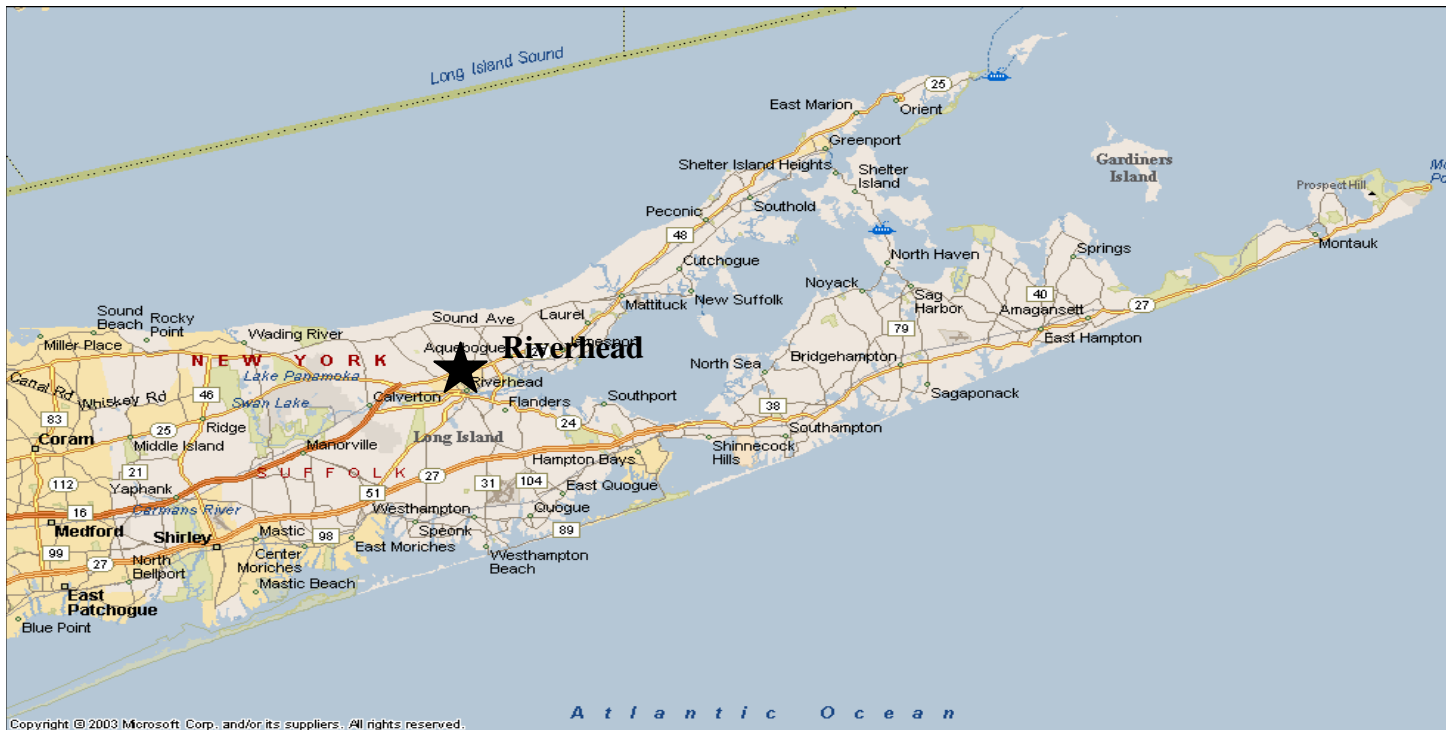 Long Island Sound
25
East Marion
Orient
Greenport
Shelter Island Heights
Gardiners
Island
Shelter
Island
Prospect Hill
Southold
Peconic
48
Montauk
Springs
Cutchogue
North Haven
Noyack
New Suffolk
Mattituck
Sag
Harbor
40
27
Amagansett
Sound
Beach
Rocky
Point
Sound Ave
Laurel
79
Miller Place
Wading River
Aquebogue
Riverhead
East Hampton
NEW YORK
Bridgehampton
North Sea
Lake Panamoka
Riverhead
Sagaponack
Whiskey Rd
46
Swan Lake
Calverton
Flanders
Southport
38
83
25
Ridge
24
Southampton
Coram
Middle Island
Manorville
Long Island
Shinnecock
Hills
21
SUFFOLK
27
Hampton Bays
112
Yaphank
51
31
104
East Quogue
16
Carmans River
Westhampton
Quogue
Medford
Shirley
Mastic
98
Speonk
89
99
27
Center
Moriches
East Moriches
Westhampton
Beach
North
Bellport
Mastic Beach
East
Patchogue
Blue Point
Atlantic Ocean
Copyright © 2003 Microsoft Corp. and/or its suppliers. All rights reserved.